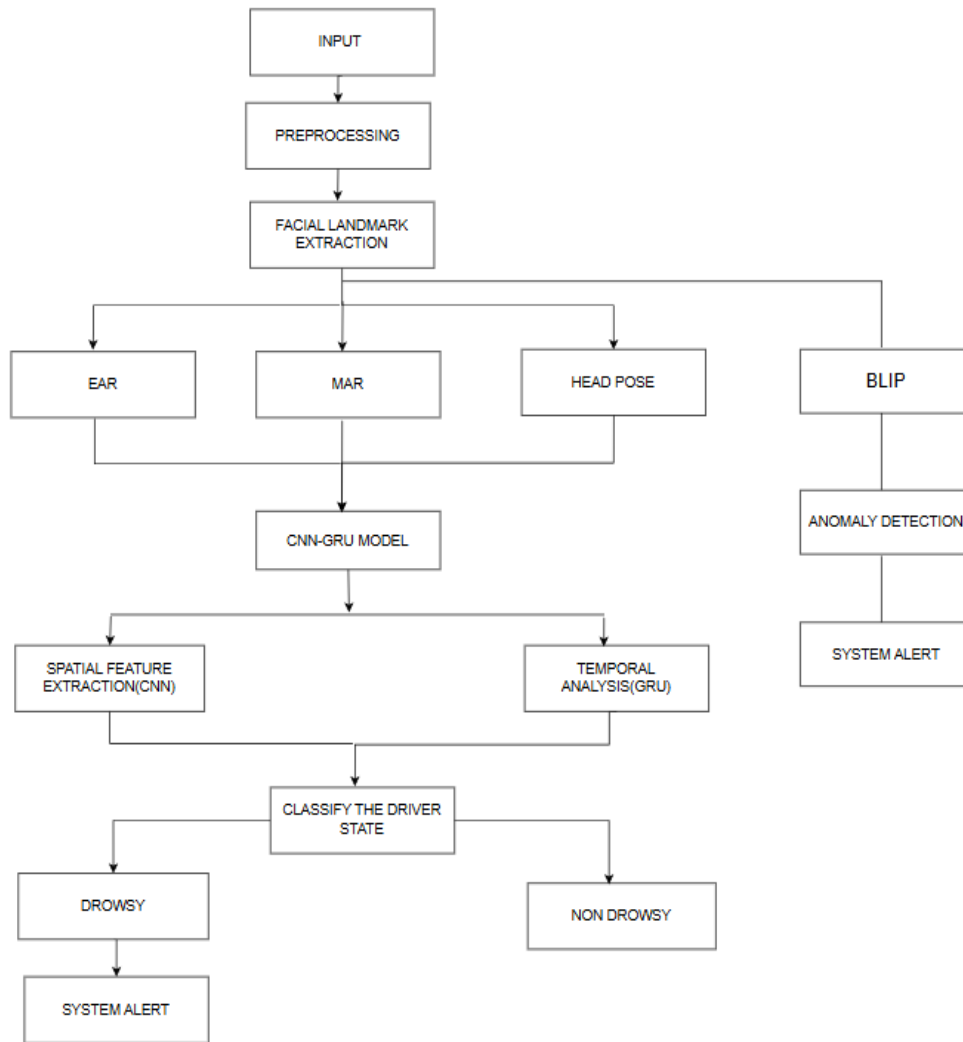 INPUT
PREPROCESSING
FACIAL LANDMARK
EXTRACTION
EAR
MAR
HEAD POSE
BLIP
CNN-GRU MODEL
ANOMALY DETECTION
SPATIAL FEATURE
EXTRACTION(CNN)
TEMPORAL
ANALYSIS(GRU)
SYSTEM ALERT
CLASSIFY THE DRIVER
STATE
DROWSY
NON DROWSY
SYSTEM ALERT